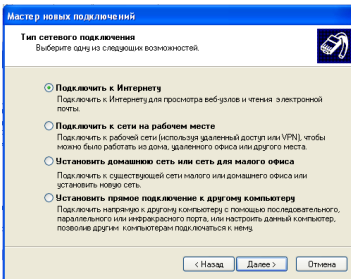 Мастер новых подключений
Тип сетевого подключения
Выберите одну из следующих возможностей.
Подключить к Интернету
Подключить к Интернету для просмотра веб-узлов и чтения электронной
почты.
Подключить к сети на рабочем месте
Подключить к рабочей сети (используя удаленный доступ или VPN), чтобы
можно было работать из дома, удаленного офиса или другого места.
Установить домашнюю сеть или сеть для малого офиса
Подключить к существующей сети малого или домашнего офиса или
установить новую сеть.
Установить прямое подключение к другому компьютеру
Подключить напрямую к другому компьютеру с помощью последовательного,
параллельного или инфракрасного порта, или настроить данный компьютер,
позволив другим компьютерам подключаться к нему.
< Назад Далее > Отмена